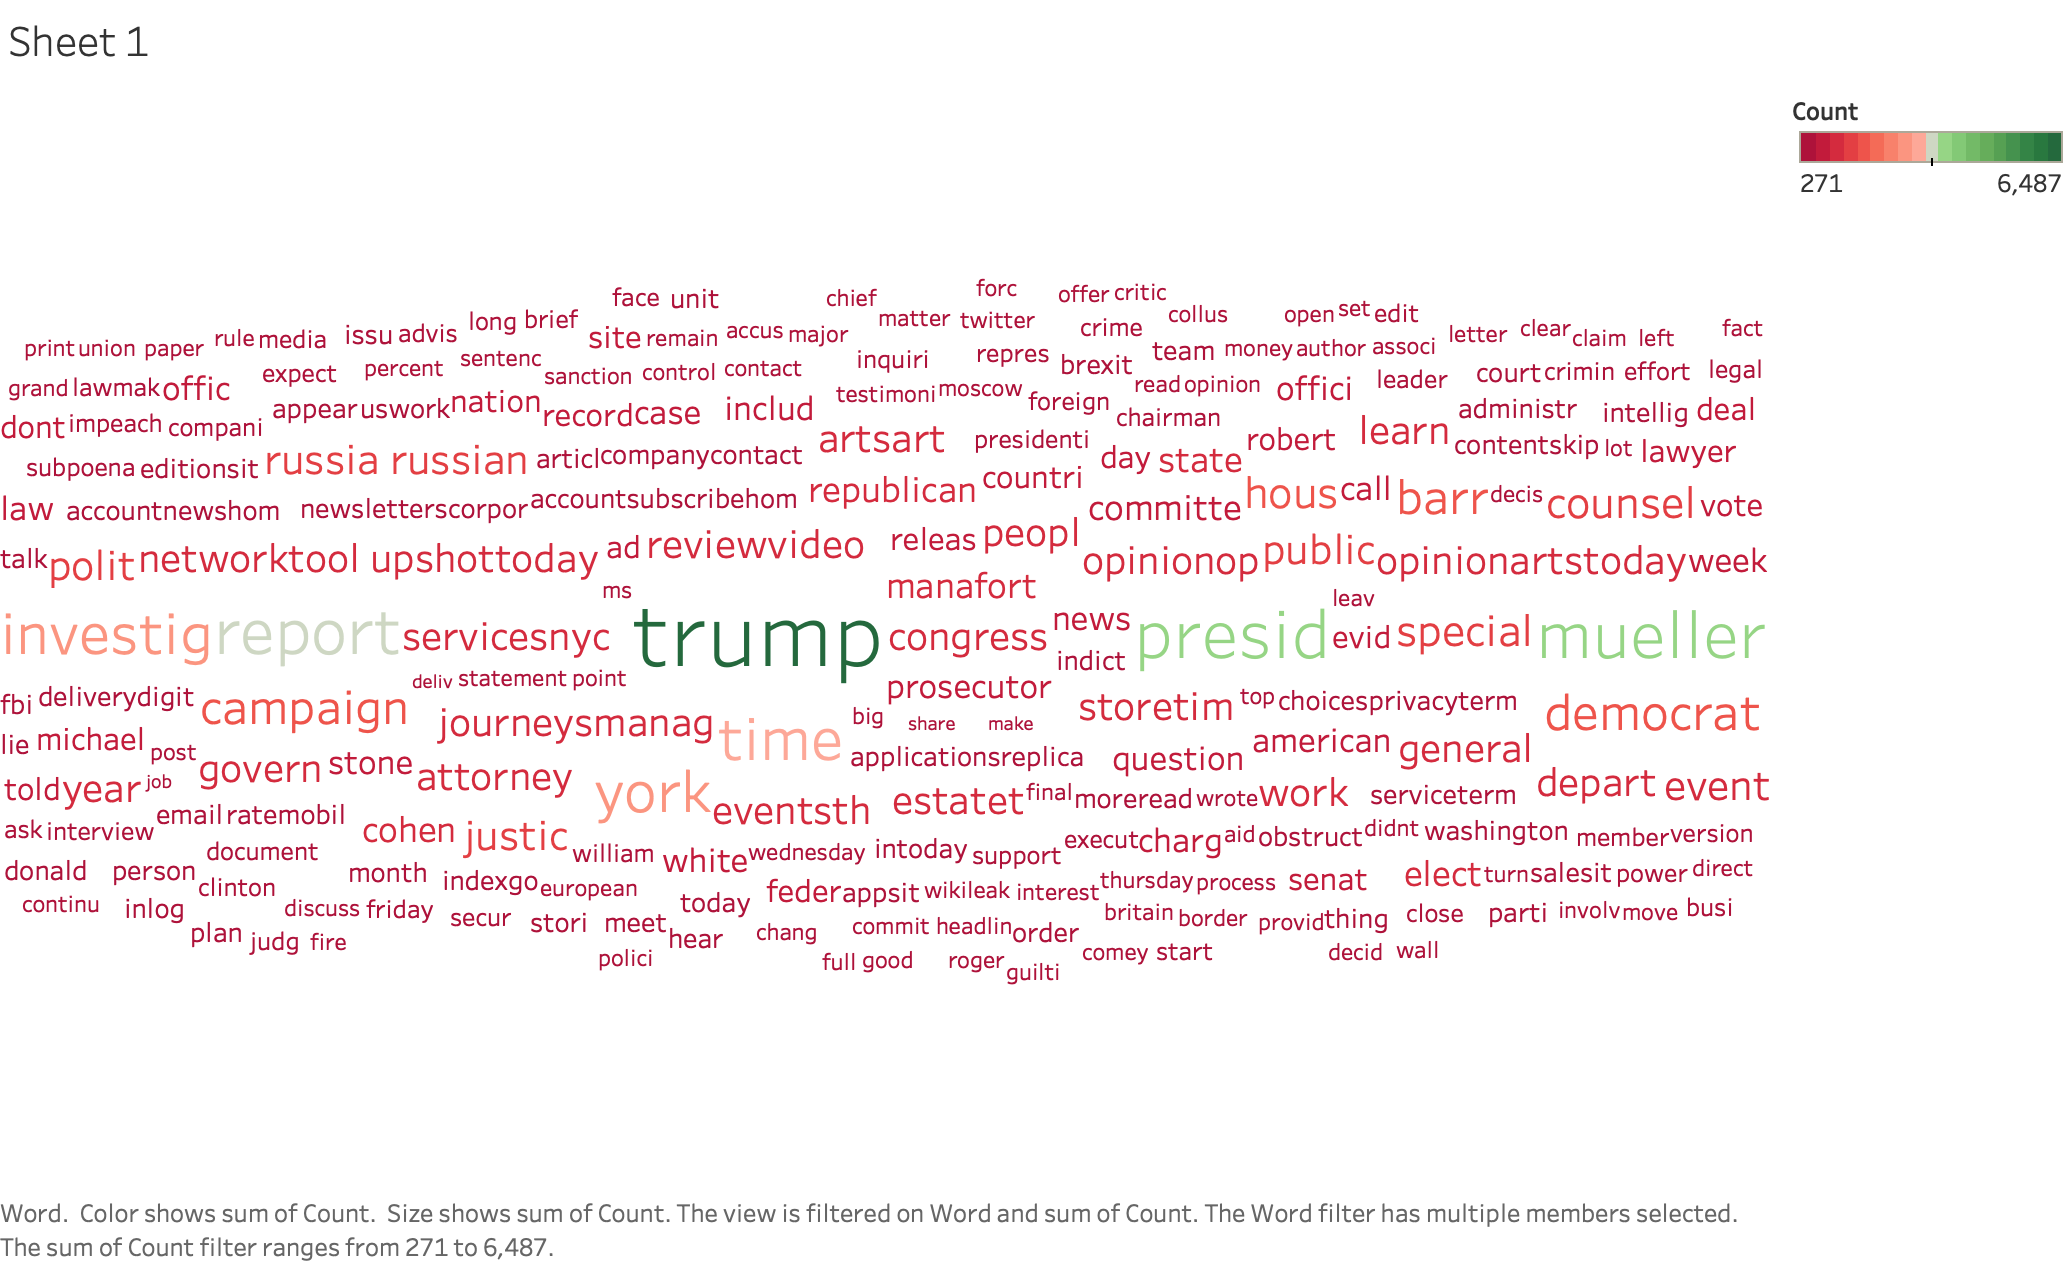 Sheet 1
Count
271 6,487
forc
face unit chief offer critic
long brief matter twitter collus open set edit
print union paper rule media issu advis site remain accus major crime letter clear claim left fact
expect percent sentenc sanction control contact inquiri repres brexit team money author associ
grand lawmak offic testimoni moscow foreign read opinion offici leader court crimin effort legal
dont impeach compani appear uswork nation record case includ chairman administr intellig deal
subpoena editionsit russia russian articl companycontact artsart presidenti day state robert learn contentskip lot lawyer
law accountnewshom newsletterscorpor accountsubscribehom republican countri committe hous call barr decis counsel vote
talk polit networktool upshottoday ad reviewvideo releas peopl opinionop public opinionartstoday week
ms manafort leav
investig report servicesnyc trump congress news presid evid special mueller
indict
fbi deliverydigit deliv statement point prosecutor top choicesprivacyterm
campaign journeysmanag time big share make storetim democrat
lie michael post govern stone attorney applicationsreplica question american general
told year job york eventsth estatet final moreread wrote work serviceterm depart event
email ratemobil
ask interview cohen justic execut charg aid obstruct didnt washington member version
document william white wednesday intoday support
donald person clinton month indexgo european feder appsit wikileak interest thursday process senat elect turn salesit power direct
continu inlog discuss friday secur stori meet today britain border provid thing close parti involv move busi
plan judg fire hear chang commit headlin order
polici full good roger guilti comey start decid wall
Word.  Color shows sum of Count.  Size shows sum of Count. The view is filtered on Word and sum of Count. The Word filter has multiple members selected.
The sum of Count filter ranges from 271 to 6,487.